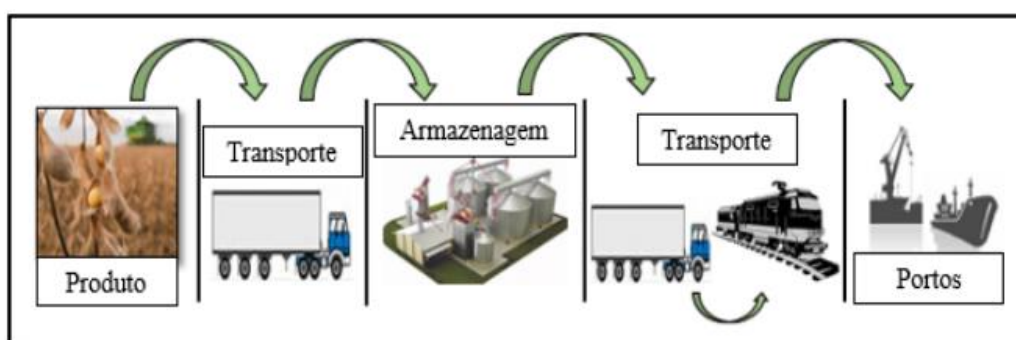 Produto
Transporte
Armazenagem
Transporte
Portos